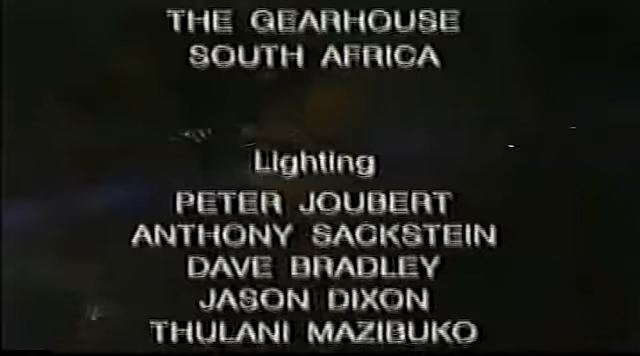 THE GEARHOUSE
SOUTH AFRICA
Lighting
PETER JOUBERT
ANTHONY SACKSTEIN
DAVE BRADLEY
JASON DIXON
THULANI MAZIBUKO